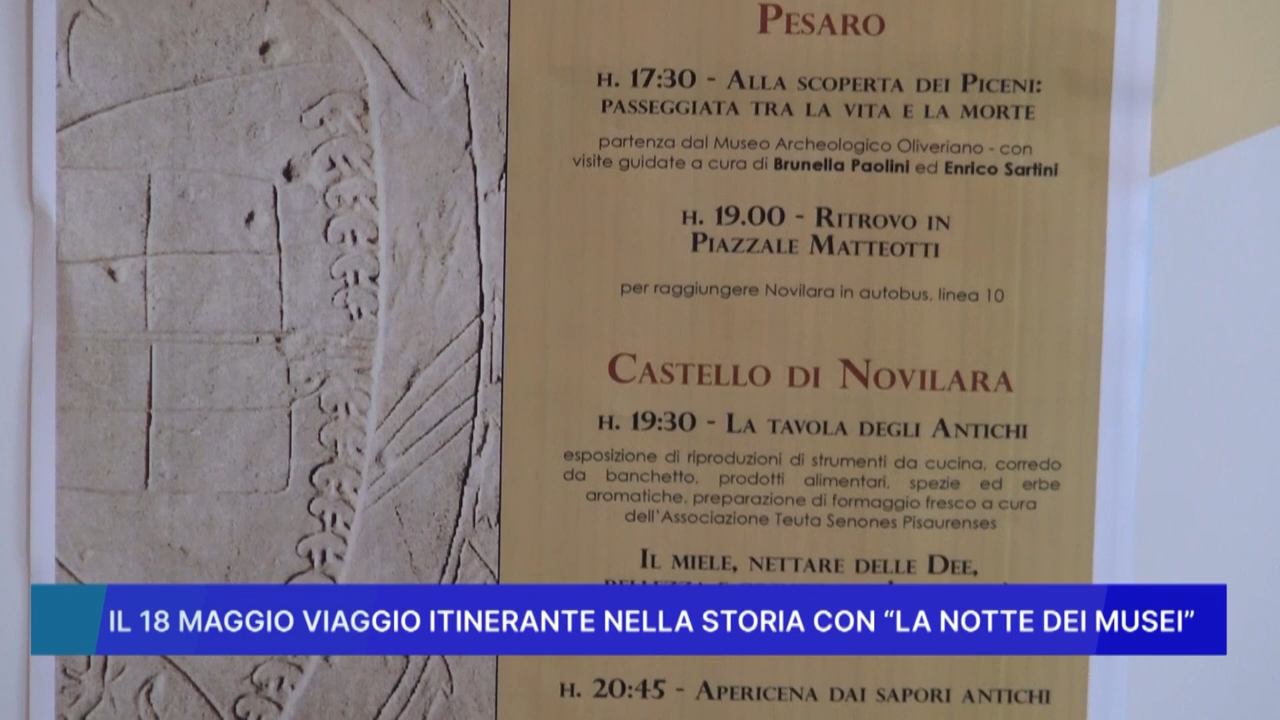 PESARO
H. 17:30 - ALLA SCOPERTA DEI PICENI:
PASSEGGIATA TRA LA VITA E LA MORTE
partenza dal Museo Archeologico Oliveriano - con
visite guidate a cura di Brunella Paolini ed Enrico Sartini
H. 19.00 - RITROVO IN
PIAZZALE MATTEOTTI
per raggiungere Novilara in autobus, linea 10
CASTELLO DI NOVILARA
H. 19:30 - LA TAVOLA DEGLI ANTICHI
esposizione di riproduzioni di strumenti da cucina, corredo
da banchetto, prodotti alimentari, spezie ed erbe
aromatiche, preparazione di formaggio fresco a cura
dell'Associazione Teuta Senones Pisaurenses
IL MIELE, NETTARE DELLE DEE,
IL 18 MAGGIO VIAGGIO ITINERANTE NELLA STORIA CON “LA NOTTE DEI MUSEI”
H. 20:45 - APERICENA DAI SAPORI ANTICHI